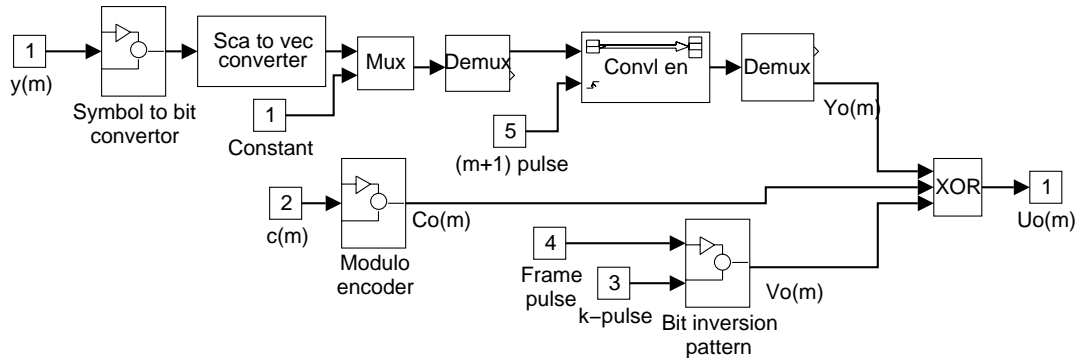 1
y(m)
Symbol to bit
convertor
Sca to vec
converter
1
Constant
Mux
Demux
5
(m+1) pulse
Convl en
Demux
Yo(m)
2
c(m)
Modulo
encoder
Co(m)
4
Frame
pulse
3
k−pulse
Bit inversion
pattern
Vo(m)
XOR
1
Uo(m)